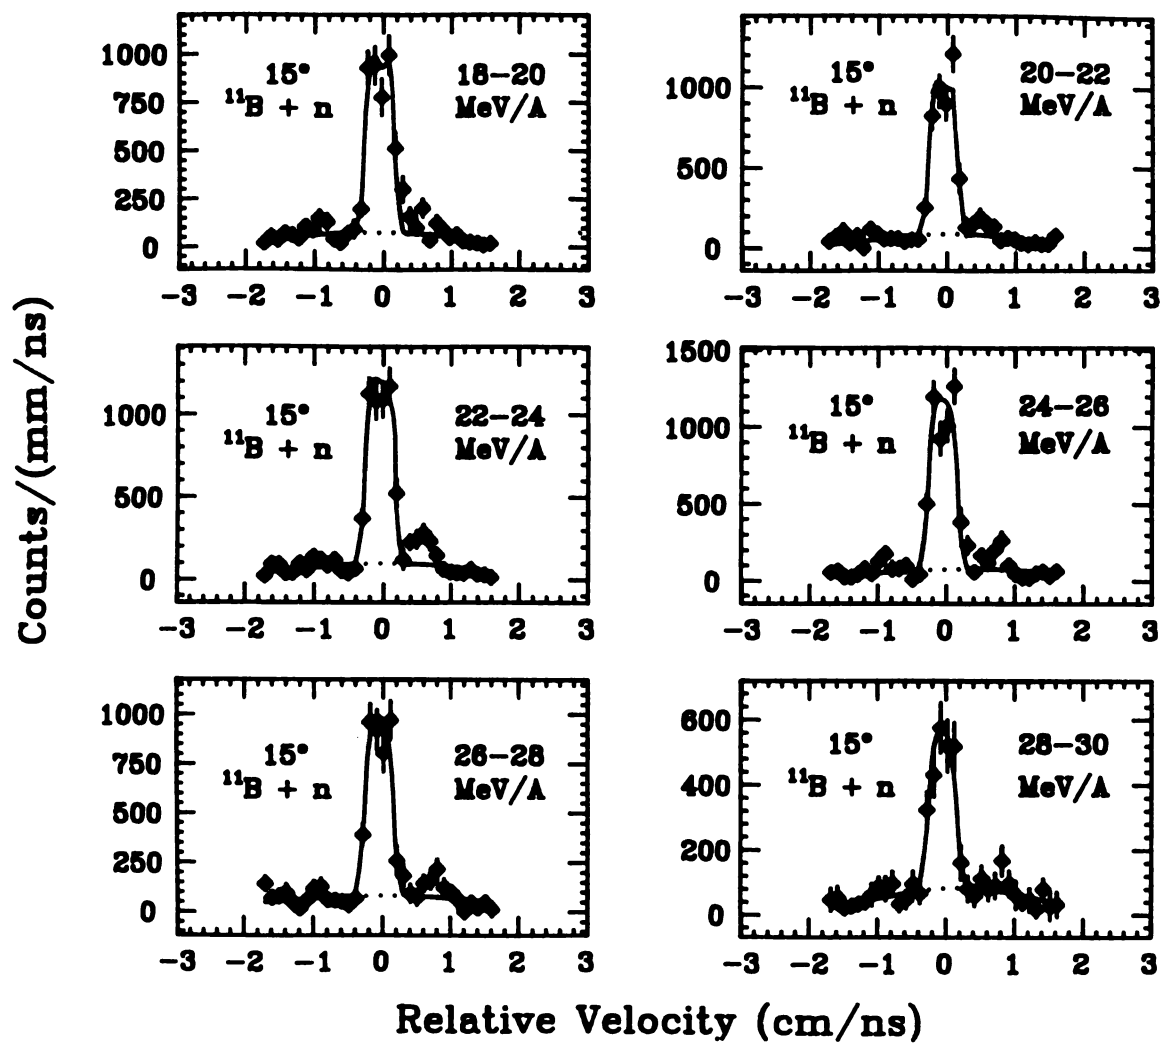 Counts/(mm/ns)
1000
750
500
250
0
15°
¹¹B + n
18−20
MeV/A
−3 −2 −1 0 1 2 3
1000
500
0
15°
¹¹B + n
20−22
MeV/A
−3 −2 −1 0 1 2 3
1000
500
0
15°
¹¹B + n
22−24
MeV/A
−3 −2 −1 0 1 2 3
1500
1000
500
0
15°
¹¹B + n
24−26
MeV/A
−3 −2 −1 0 1 2 3
1000
750
500
250
0
15°
¹¹B + n
26−28
MeV/A
−3 −2 −1 0 1 2 3
600
400
200
0
15°
¹¹B + n
28−30
MeV/A
−3 −2 −1 0 1 2 3
Relative Velocity (cm/ns)